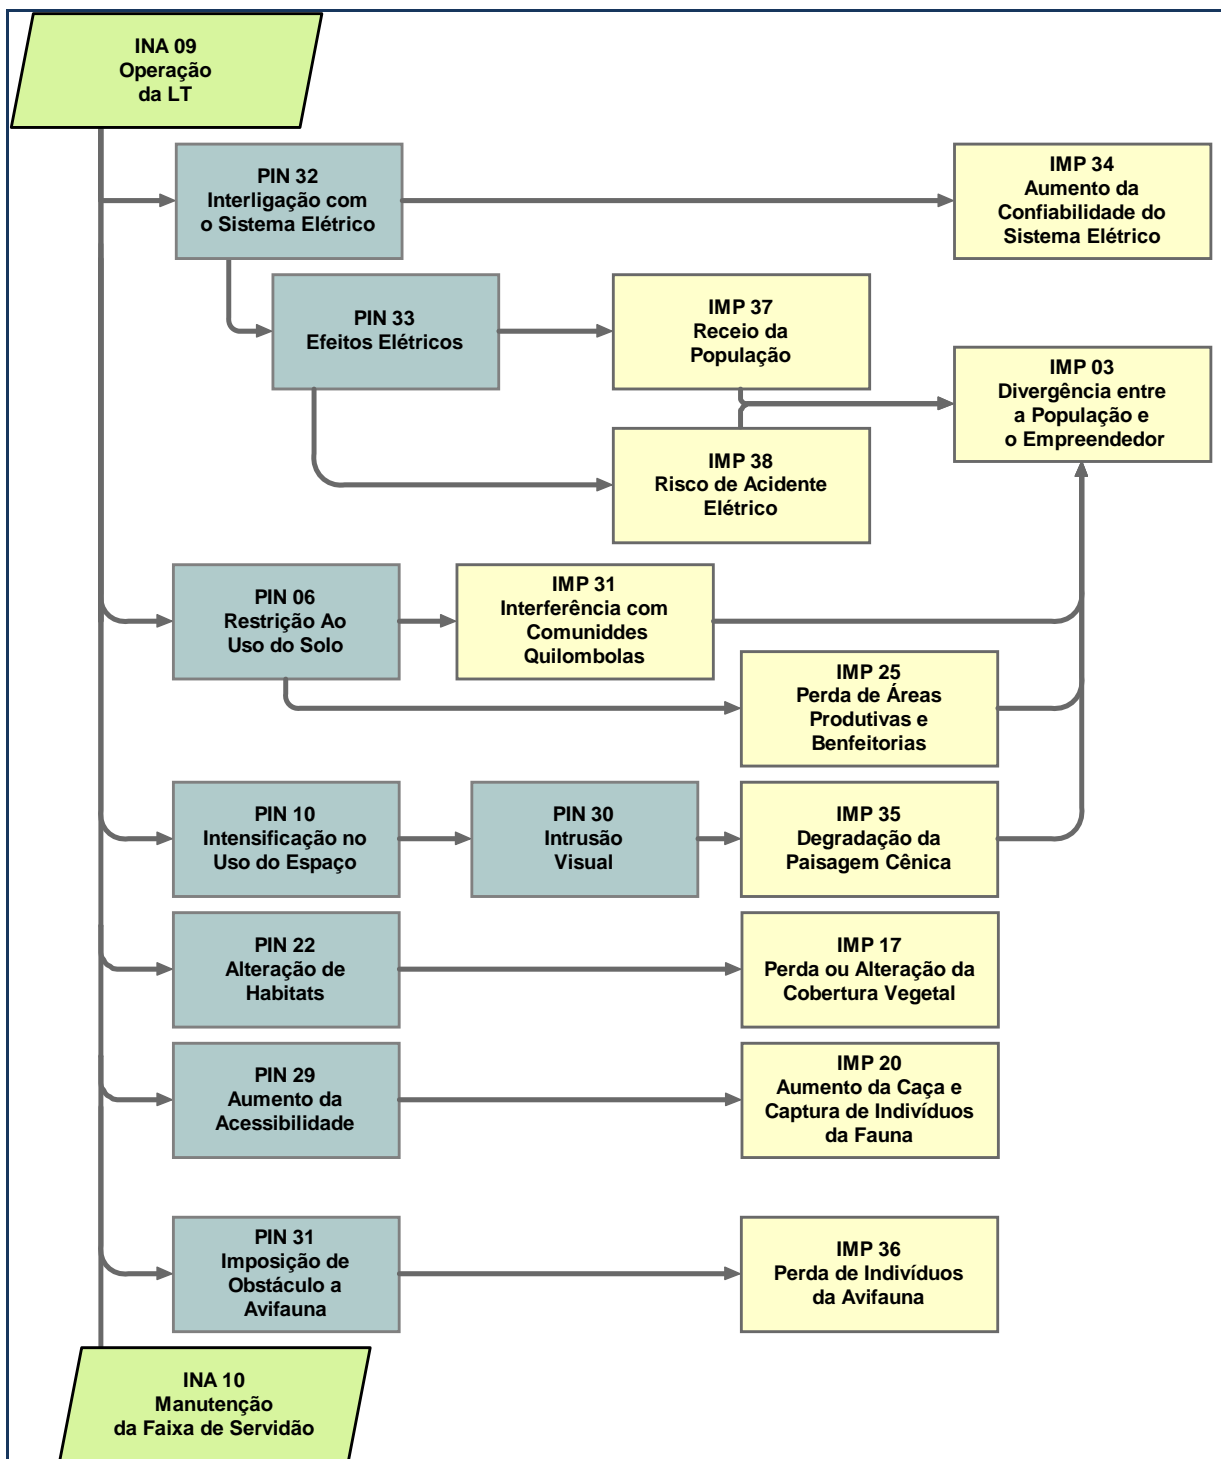 INA 09
Operação
da LT
PIN 32
Interligação com
o Sistema Elétrico
IMP 34
Aumento da
Confiabilidade do
Sistema Elétrico
PIN 33
Efeitos Elétricos
IMP 37
Receio da
População
IMP 03
Divergência entre
a População e
o Empreendedor
IMP 38
Risco de Acidente
Elétrico
PIN 06
Restrição Ao
Uso do Solo
IMP 31
Interferência com
Comuniddes
Quilombolas
IMP 25
Perda de Áreas
Produtivas e
Benfeitorias
PIN 10
Intensificação no
Uso do Espaço
PIN 30
Intrusão
Visual
IMP 35
Degradação da
Paisagem Cênica
PIN 22
Alteração de
Habitats
IMP 17
Perda ou Alteração da
Cobertura Vegetal
PIN 29
Aumento da
Acessibilidade
IMP 20
Aumento da Caça e
Captura de Indivíduos
da Fauna
PIN 31
Imposição de
Obstáculo a
Avifauna
IMP 36
Perda de Indivíduos
da Avifauna
INA 10
Manutenção
da Faixa de Servidão